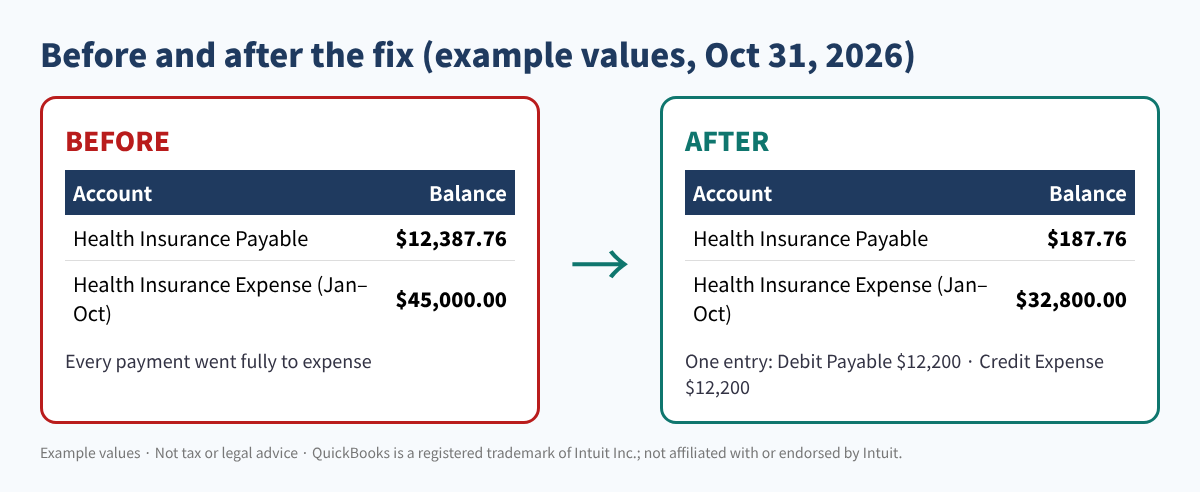 Before and after the fix (example values, Oct 31, 2026)
BEFORE
Account Balance
Health Insurance Payable $12,387.76
Health Insurance Expense (Jan–
Oct) $45,000.00
Every payment went fully to expense
→
AFTER
Account Balance
Health Insurance Payable $187.76
Health Insurance Expense (Jan–
Oct) $32,800.00
One entry: Debit Payable $12,200 · Credit Expense
$12,200
Example values · Not tax or legal advice · QuickBooks is a registered trademark of Intuit Inc.; not affiliated with or endorsed by Intuit.